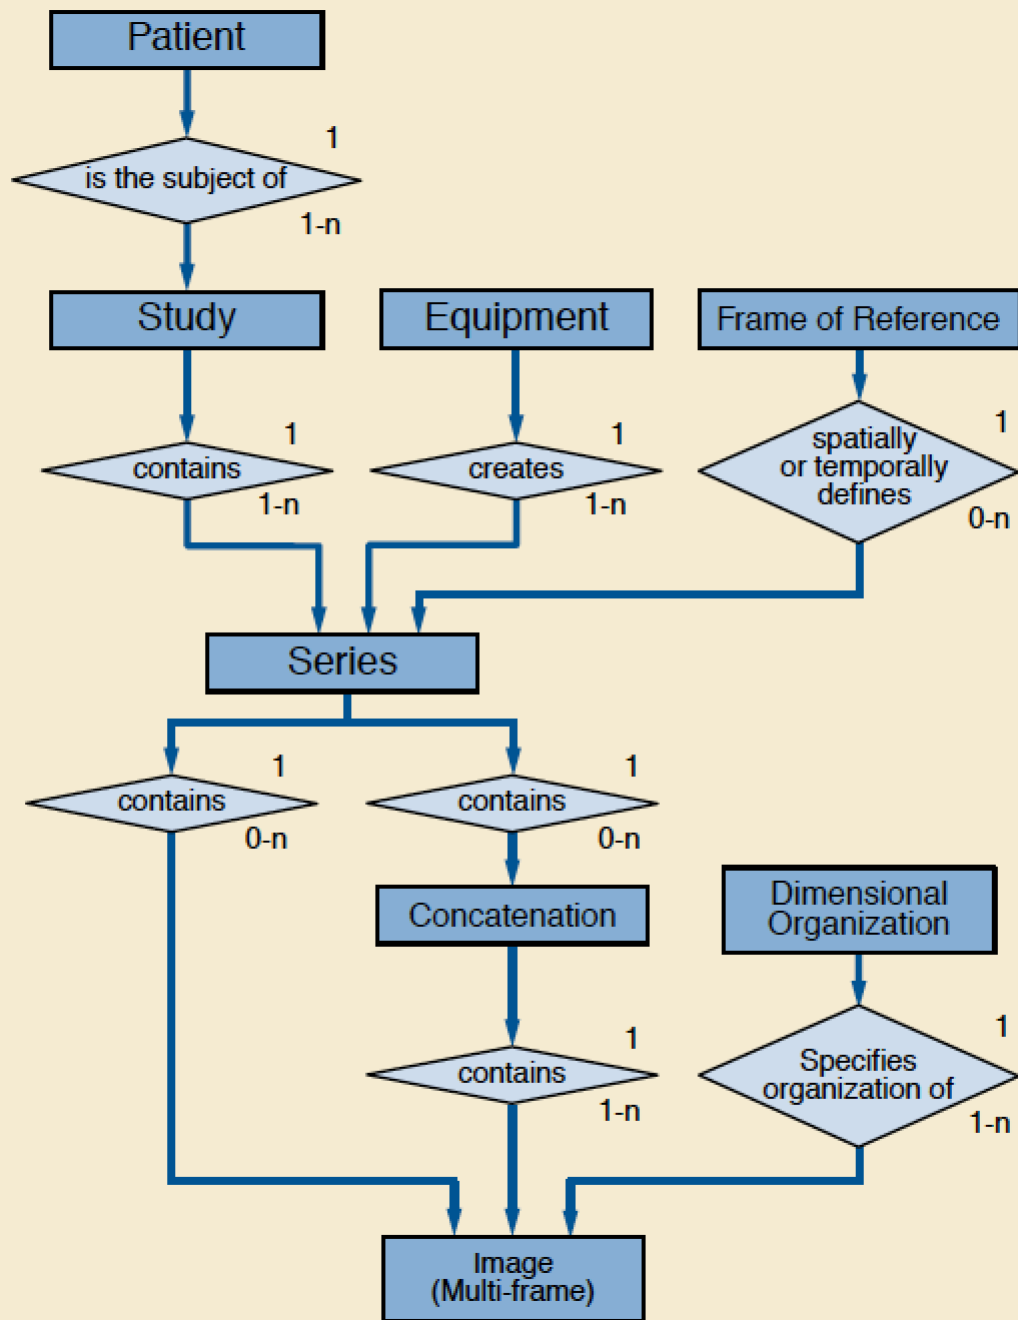 Patient
1
is the subject of
1-n
Study
Equipment
Frame of Reference
1
contains
1-n
1
creates
1-n
1
spatially
or temporally
defines
0-n
Series
1
contains
0-n
1
contains
0-n
Concatenation
Dimensional
Organization
1
contains
1-n
1
Specifies
organization of
1-n
Image
(Multi-frame)